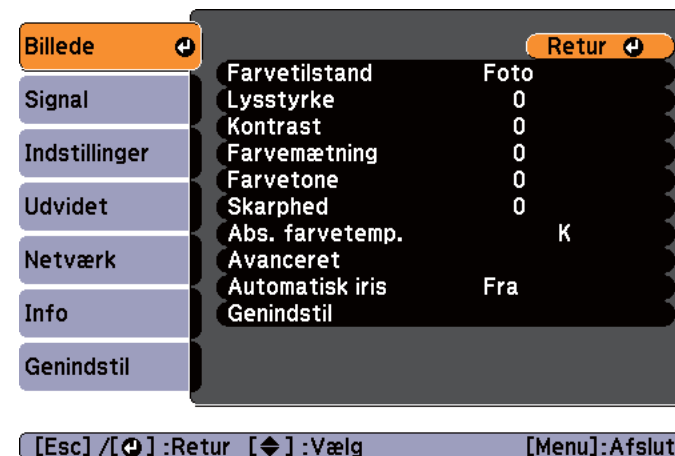 Billede
Signal
Indstillinger
Udvidet
Netværk
Info
Genindstil
Retur
Farvetilstand Foto
Lysstyrke 0
Kontrast 0
Farvemætning 0
Farvetone 0
Skarphed 0
Abs. farvetemp. K
Avanceret
Automatisk iris Fra
Genindstil
[Esc] /[ ] :Retur [ ] :Vælg [Menu]:Afslut